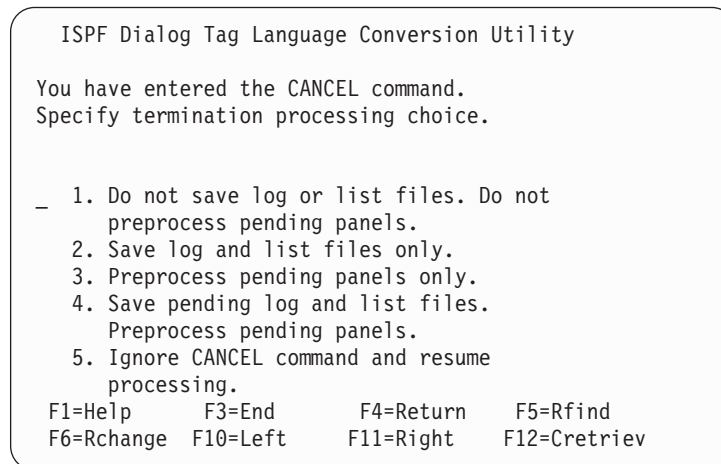 ISPF Dialog Tag Language Conversion Utility
You have entered the CANCEL command.
Specify termination processing choice.
_ 1. Do not save log or list files. Do not
preprocess pending panels.
2. Save log and list files only.
3. Preprocess pending panels only.
4. Save pending log and list files.
Preprocess pending panels.
5. Ignore CANCEL command and resume
processing.
F1=Help F3=End F4=Return F5=Rfind
F6=Rchange F10=Left F11=Right F12=Cretriev